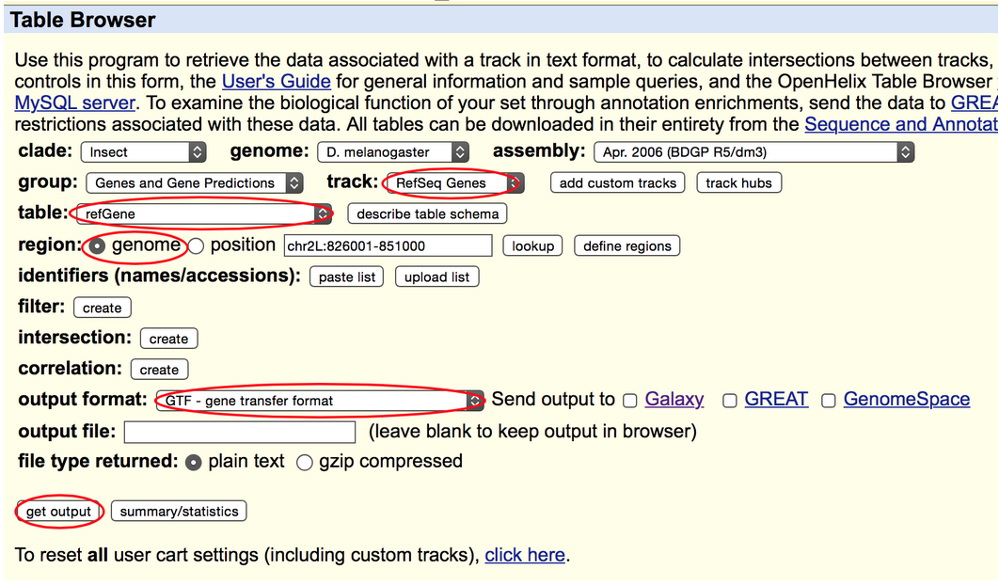 Table Browser
Use this program to retrieve the data associated with a track in text format, to calculate intersections between tracks,
controls in this form, the User's Guide for general information and sample queries, and the OpenHelix Table Browser
MySQL server. To examine the biological function of your set through annotation enrichments, send the data to GREA
restrictions associated with these data. All tables can be downloaded in their entirety from the Sequence and Annotat
clade: Insect genome: D. melanogaster assembly: Apr. 2006 (BDGP R5/dm3)
group: Genes and Gene Predictions track: RefSeq Genes add custom tracks track hubs
table: refGene describe table schema
region: genome position chr2L:826001-851000 lookup define regions
identifiers (names/accessions): paste list upload list
filter: create
intersection: create
correlation: create
output format: GTF - gene transfer format Send output to Galaxy GREAT GenomeSpace
output file: (leave blank to keep output in browser)
file type returned: plain text gzip compressed
get output summary/statistics
To reset all user cart settings (including custom tracks), click here.